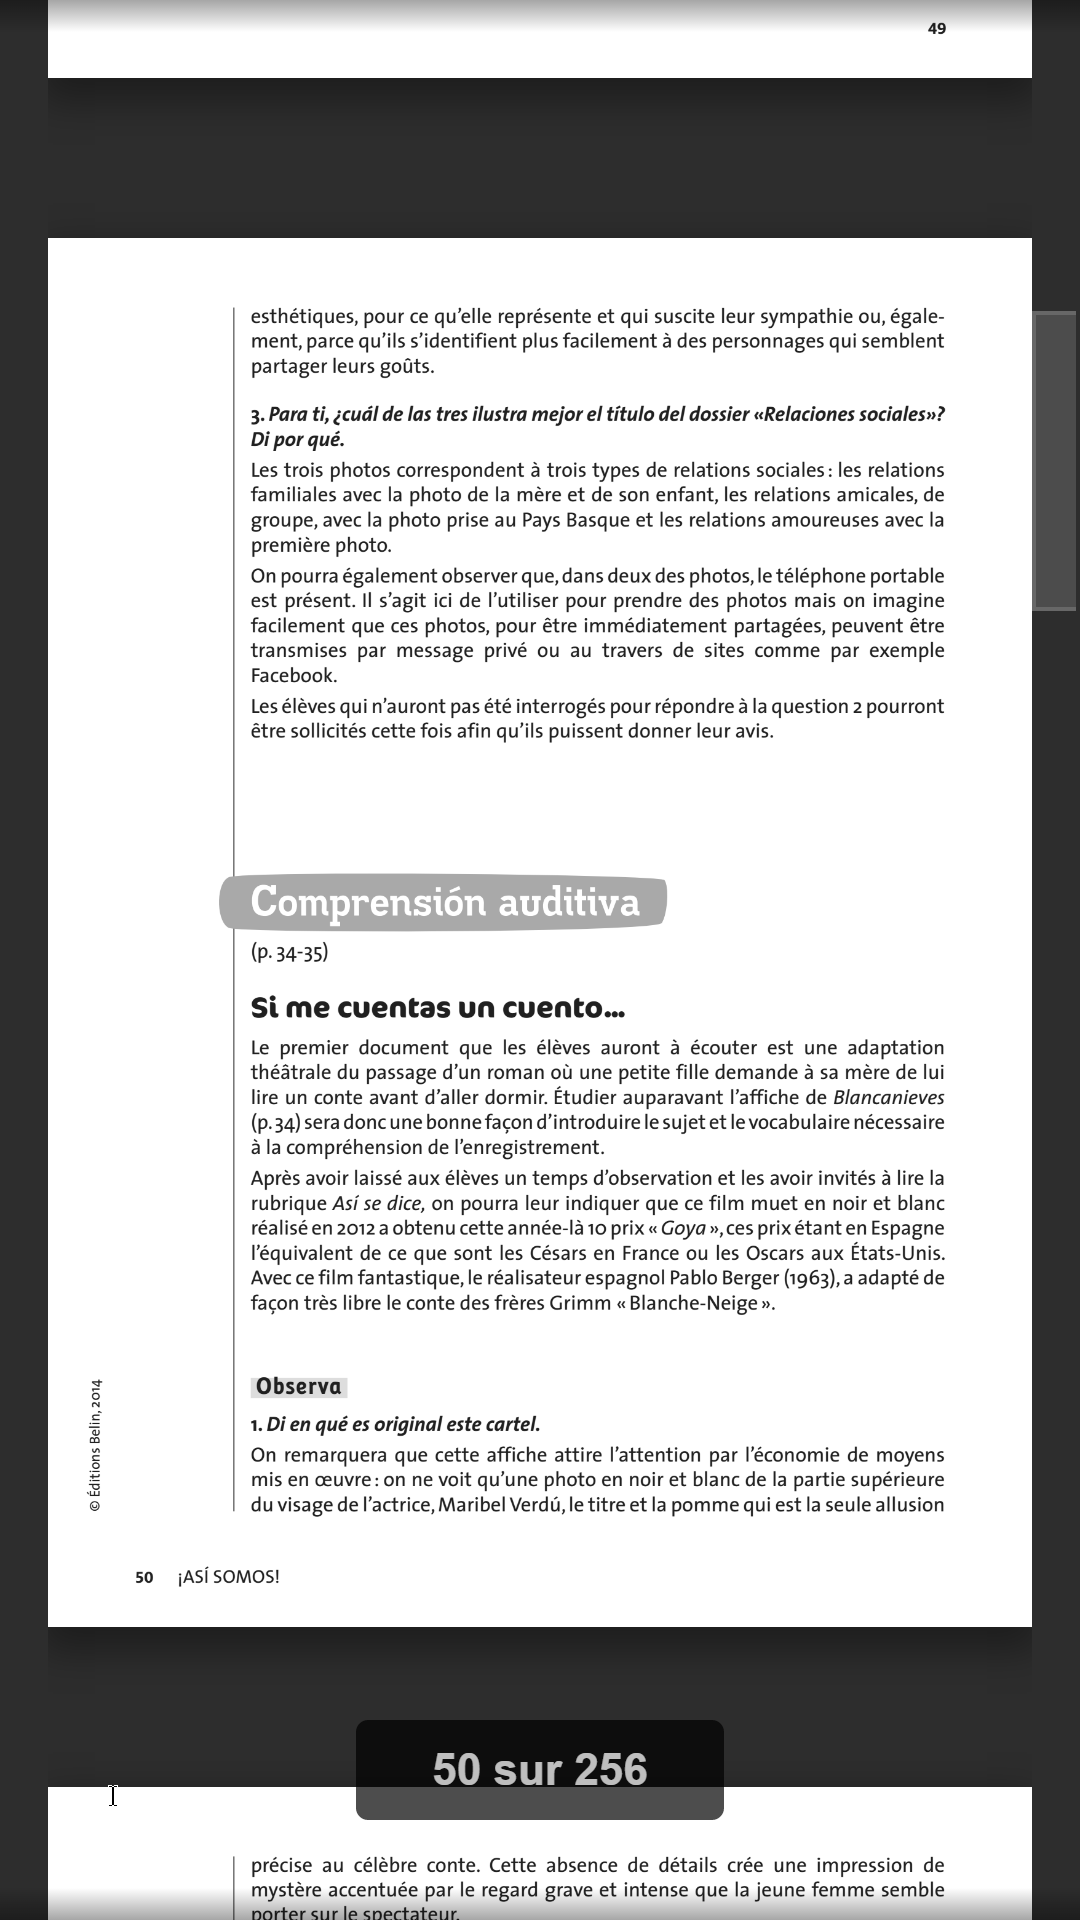 49
esthétiques, pour ce qu’elle représente et qui suscite leur sympathie ou, égale-
ment, parce qu’ils s’identifient plus facilement à des personnages qui semblent
partager leurs goûts.
3. Para ti, ¿cuál de las tres ilustra mejor el título del dossier «Relaciones sociales»?
Di por qué.
Les trois photos correspondent à trois types de relations sociales : les relations
familiales avec la photo de la mère et de son enfant, les relations amicales, de
groupe, avec la photo prise au Pays Basque et les relations amoureuses avec la
première photo.
On pourra également observer que, dans deux des photos, le téléphone portable
est présent. Il s’agit ici de l’utiliser pour prendre des photos mais on imagine
facilement que ces photos, pour être immédiatement partagées, peuvent être
transmises par message privé ou au travers de sites comme par exemple
Facebook.
Les élèves qui n’auront pas été interrogés pour répondre à la question 2 pourront
être sollicités cette fois afin qu’ils puissent donner leur avis.
Comprensión auditiva
(p. 34-35)
Si me cuentas un cuento...
Le premier document que les élèves auront à écouter est une adaptation
théâtrale du passage d’un roman où une petite fille demande à sa mère de lui
lire un conte avant d’aller dormir. Étudier auparavant l’affiche de Blancanieves
(p. 34) sera donc une bonne façon d’introduire le sujet et le vocabulaire nécessaire
à la compréhension de l’enregistrement.
Après avoir laissé aux élèves un temps d’observation et les avoir invités à lire la
rubrique Así se dice, on pourra leur indiquer que ce film muet en noir et blanc
réalisé en 2012 a obtenu cette année-là 10 prix « Goya », ces prix étant en Espagne
l’équivalent de ce que sont les Césars en France ou les Oscars aux États-Unis.
Avec ce film fantastique, le réalisateur espagnol Pablo Berger (1963), a adapté de
façon très libre le conte des frères Grimm « Blanche-Neige ».
Observa
1. Di en qué es original este cartel.
On remarquera que cette affiche attire l’attention par l’économie de moyens
mis en œuvre : on ne voit qu’une photo en noir et blanc de la partie supérieure
du visage de l’actrice, Maribel Verdú, le titre et la pomme qui est la seule allusion
© Éditions Belin, 2014
50 ¡ASÍ SOMOS!
50 sur 256
précise au célèbre conte. Cette absence de détails crée une impression de
mystère accentuée par le regard grave et intense que la jeune femme semble
porter sur le spectateur.